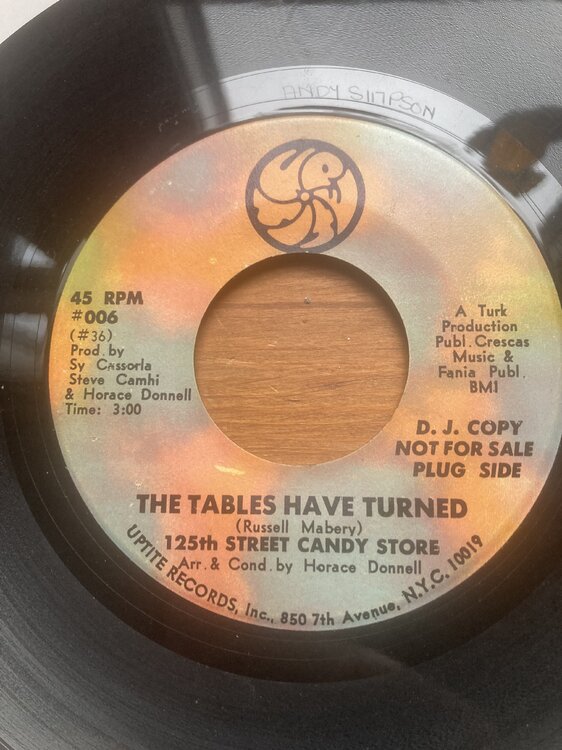 ANDY SIMPSON
45 RPM
#006
(#36)
Prod. by
Sy Cassorla
Steve Camhi
& Horace Donnell
Time: 3:00
A Turk
Production
Publ. Crescas
Music &
Fania Publ.
BMI
D. J. COPY
NOT FOR SALE
PLUG SIDE
THE TABLES HAVE TURNED
(Russell Mabery)
125th STREET CANDY STORE
Arr. & Cond. by Horace Donnell
UPTITE RECORDS, Inc., 850 7th Avenue, N.Y.C. 10019